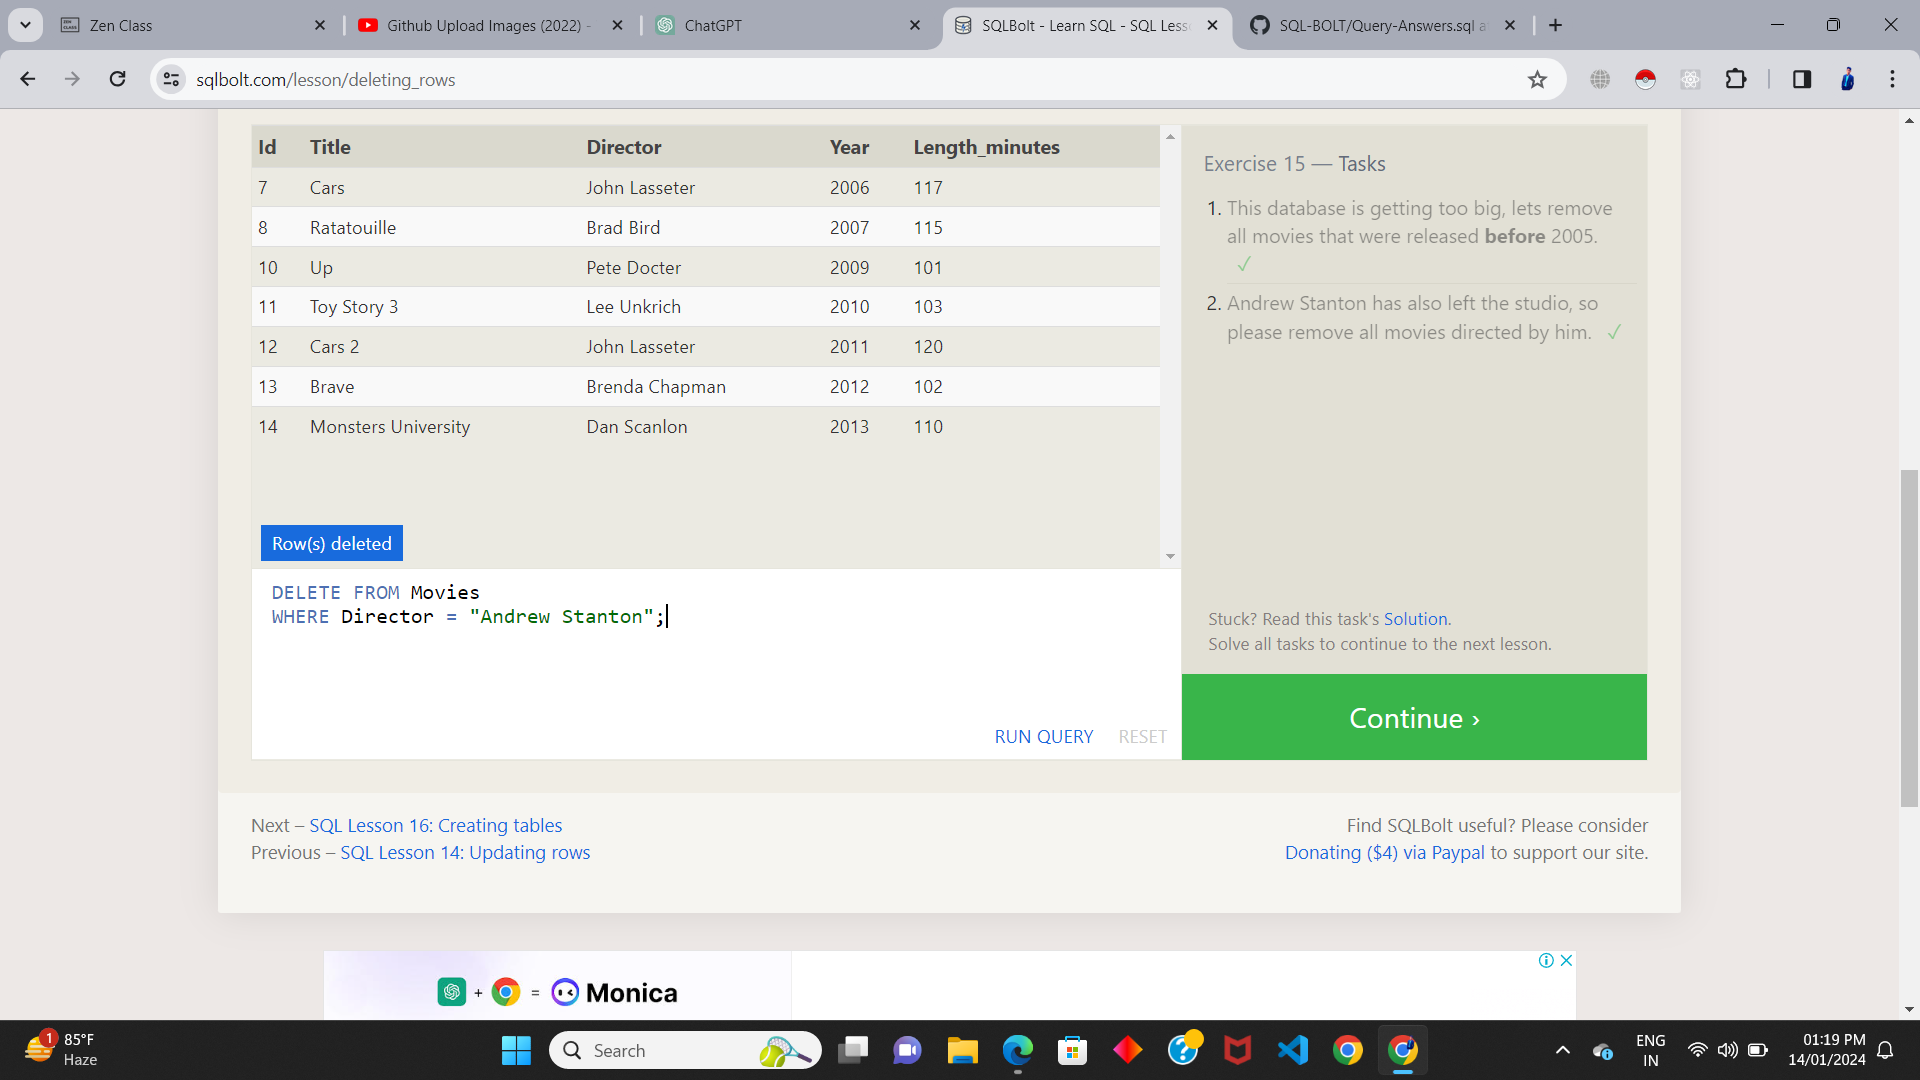 Zen Class
Github Upload Images (2022) -
ChatGPT
SQLBolt - Learn SQL - SQL Less
SQL-BOLT/Query-Answers.sql a
sqlbolt.com/lesson/deleting_rows
Id Title Director Year Length_minutes
7 Cars John Lasseter 2006 117
8 Ratatouille Brad Bird 2007 115
10 Up Pete Docter 2009 101
11 Toy Story 3 Lee Unkrich 2010 103
12 Cars 2 John Lasseter 2011 120
13 Brave Brenda Chapman 2012 102
14 Monsters University Dan Scanlon 2013 110
Row(s) deleted
DELETE FROM Movies
WHERE Director = "Andrew Stanton";
RUN QUERY RESET
Exercise 15 — Tasks
1. This database is getting too big, lets remove
all movies that were released before 2005.
✓
2. Andrew Stanton has also left the studio, so
please remove all movies directed by him. ✓
Stuck? Read this task's Solution.
Solve all tasks to continue to the next lesson.
Continue ›
Next – SQL Lesson 16: Creating tables
Previous – SQL Lesson 14: Updating rows
Find SQLBolt useful? Please consider
Donating ($4) via Paypal to support our site.
+ = Monica
1
85°F
Haze
Search
ENG
IN
01:19 PM
14/01/2024